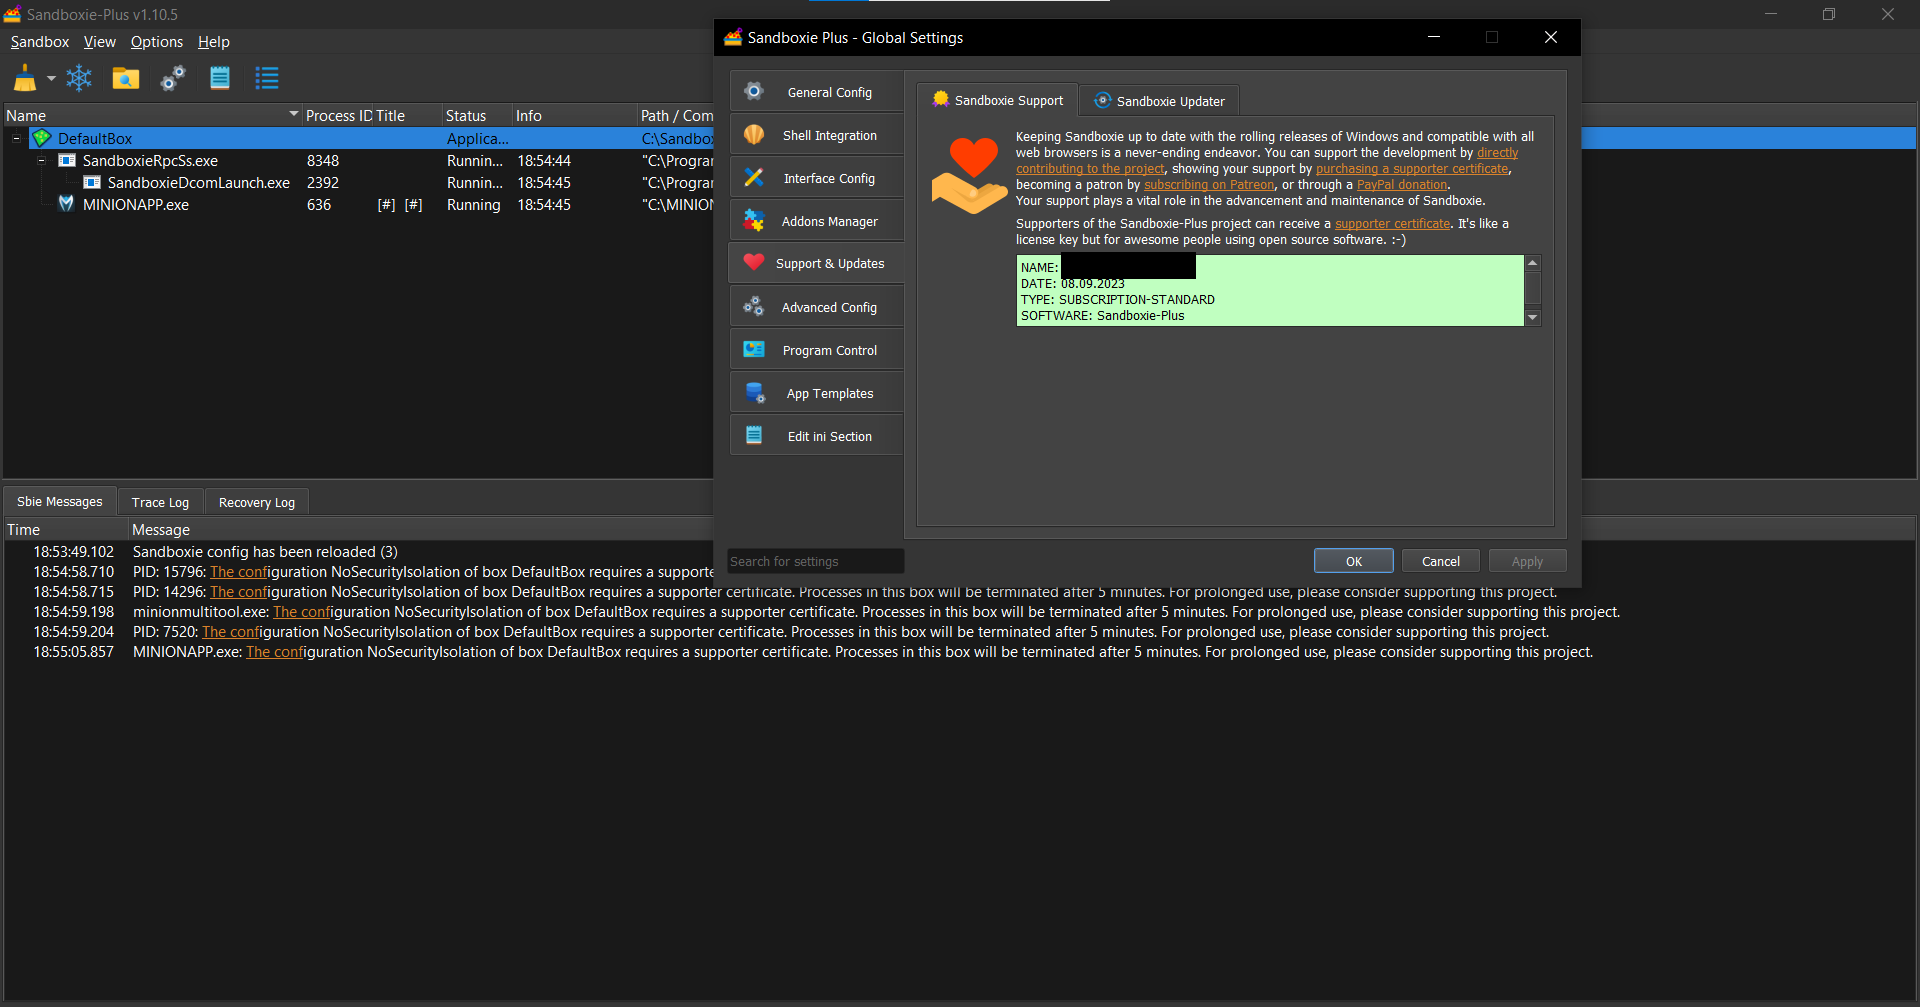 Sandboxie-Plus v1.10.5
Sandbox View Options Help
Name Process ID Title Status Info Path / Com
DefaultBox Applica... C:\Sandbo
SandboxieRpcSs.exe 8348 Runnin... 18:54:44 "C:\Program
SandboxieDcomLaunch.exe 2392 Runnin... 18:54:45 "C:\Program
MINIONAPP.exe 636 [#] [#] Running 18:54:45 "C:\MINION
Sandboxie Plus - Global Settings
General Config
Shell Integration
Interface Config
Addons Manager
Support & Updates
Advanced Config
Program Control
App Templates
Edit ini Section
Search for settings
Sandboxie Support Sandboxie Updater
Keeping Sandboxie up to date with the rolling releases of Windows and compatible with all
web browsers is a never-ending endeavor. You can support the development by directly
contributing to the project, showing your support by purchasing a supporter certificate,
becoming a patron by subscribing on Patreon, or through a PayPal donation.
Your support plays a vital role in the advancement and maintenance of Sandboxie.
Supporters of the Sandboxie-Plus project can receive a supporter certificate. It's like a
license key but for awesome people using open source software. :-)
NAME:
DATE: 08.09.2023
TYPE: SUBSCRIPTION-STANDARD
SOFTWARE: Sandboxie-Plus
OK Cancel Apply
Sbie Messages Trace Log Recovery Log
Time Message
18:53:49.102 Sandboxie config has been reloaded (3)
18:54:58.710 PID: 15796: The configuration NoSecurityIsolation of box DefaultBox requires a supporte
18:54:58.715 PID: 14296: The configuration NoSecurityIsolation of box DefaultBox requires a supporter certificate. Processes in this box will be terminated after 5 minutes. For prolonged use, please consider supporting this project.
18:54:59.198 minionmultitool.exe: The configuration NoSecurityIsolation of box DefaultBox requires a supporter certificate. Processes in this box will be terminated after 5 minutes. For prolonged use, please consider supporting this project.
18:54:59.204 PID: 7520: The configuration NoSecurityIsolation of box DefaultBox requires a supporter certificate. Processes in this box will be terminated after 5 minutes. For prolonged use, please consider supporting this project.
18:55:05.857 MINIONAPP.exe: The configuration NoSecurityIsolation of box DefaultBox requires a supporter certificate. Processes in this box will be terminated after 5 minutes. For prolonged use, please consider supporting this project.